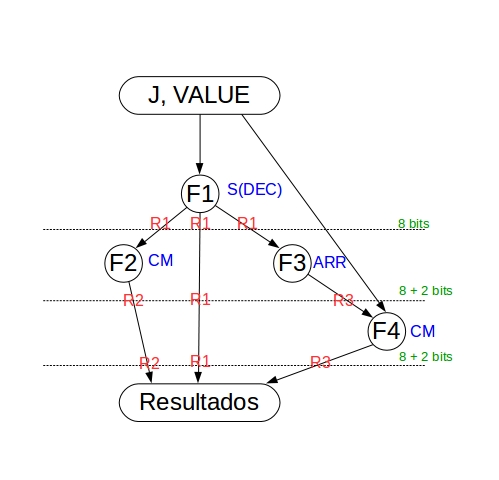 J, VALUE
F1 S(DEC)
R1 R1 R1 8 bits
F2 CM F3 ARR
R2 R1 R3 8 + 2 bits
F4 CM
R2 R1 R3 8 + 2 bits
Resultados